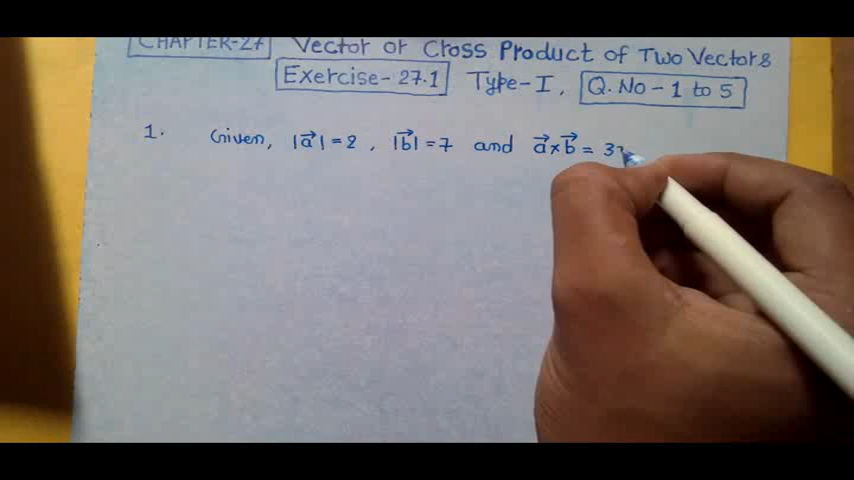 CHAPTER-27 Vector or Cross Product of Two Vectors
Exercise-27.1 Type-I, Q.No-1 to 5
1. Given, |a⃗|=2, |b⃗|=7 and a⃗×b⃗ = 3